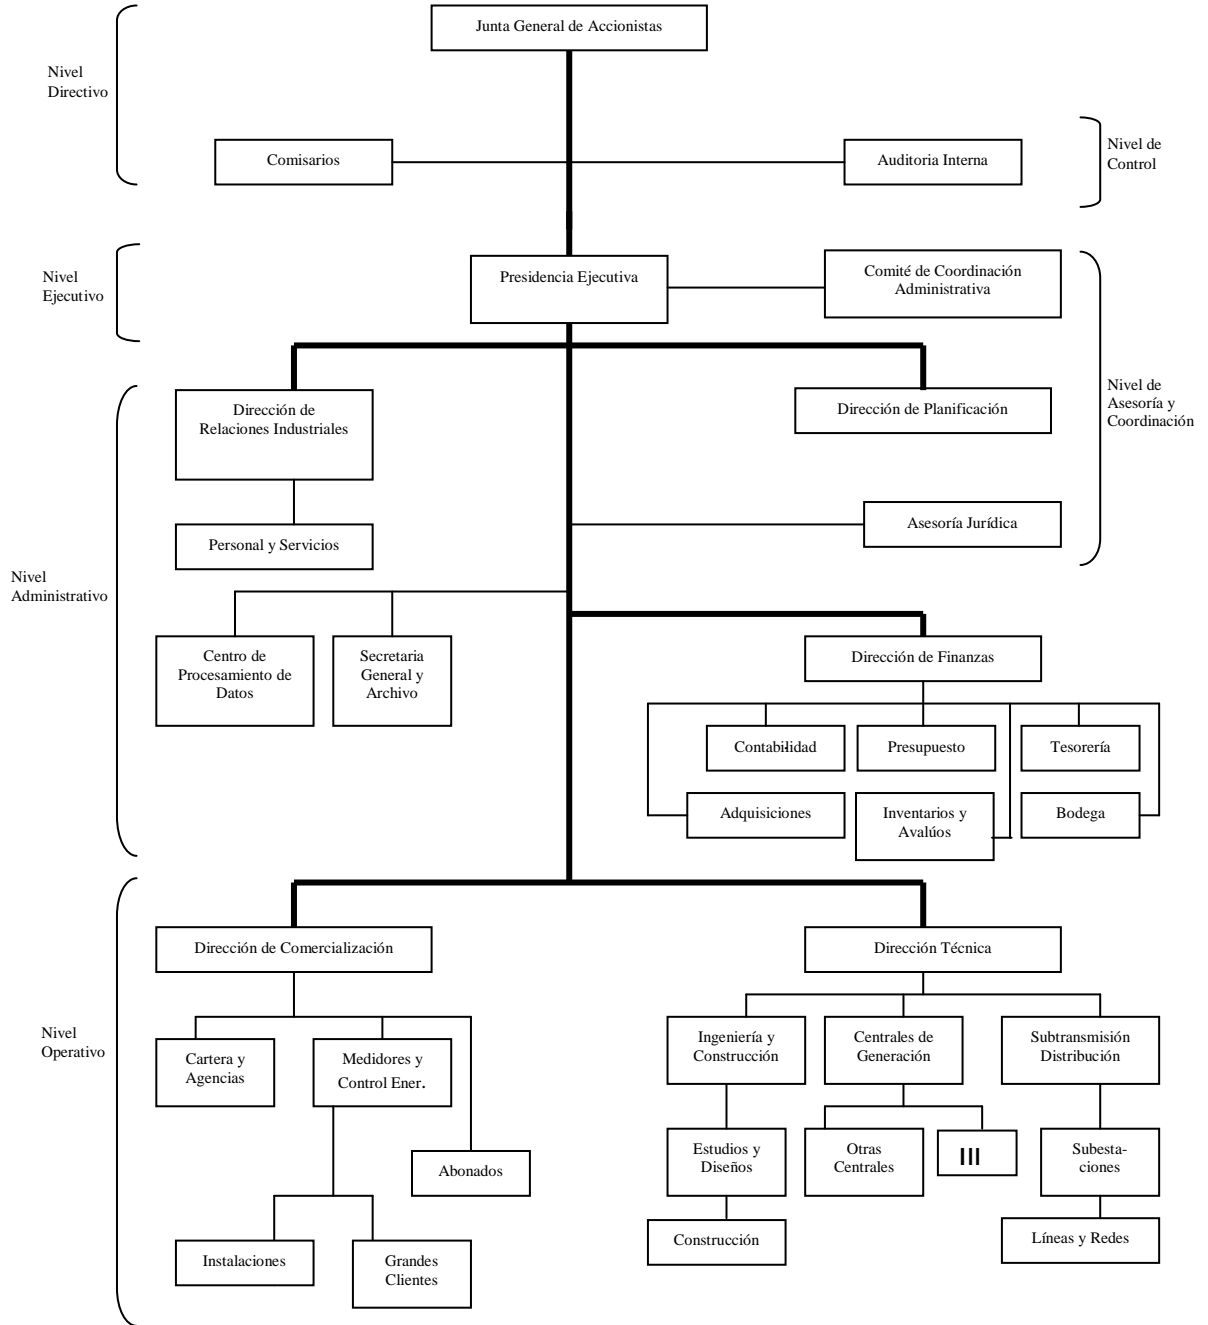 Junta General de Accionistas
Nivel
Directivo
Comisarios
Auditoria Interna
Nivel de
Control
Nivel
Ejecutivo
Presidencia Ejecutiva
Comité de Coordinación
Administrativa
Dirección de
Relaciones Industriales
Dirección de Planificación
Nivel de
Asesoría y
Coordinación
Personal y Servicios
Asesoría Jurídica
Nivel
Administrativo
Centro de
Procesamiento de
Datos
Secretaria
General y
Archivo
Dirección de Finanzas
Contabilidad
Presupuesto
Tesorería
Adquisiciones
Inventarios y
Avalúos
Bodega
Dirección de Comercialización
Dirección Técnica
Nivel
Operativo
Cartera y
Agencias
Medidores y
Control Ener.
Ingeniería y
Construcción
Centrales de
Generación
Subtransmisión
Distribución
Abonados
Estudios y
Diseños
Otras
Centrales
III
Subesta-
ciones
Instalaciones
Grandes
Clientes
Construcción
Líneas y Redes